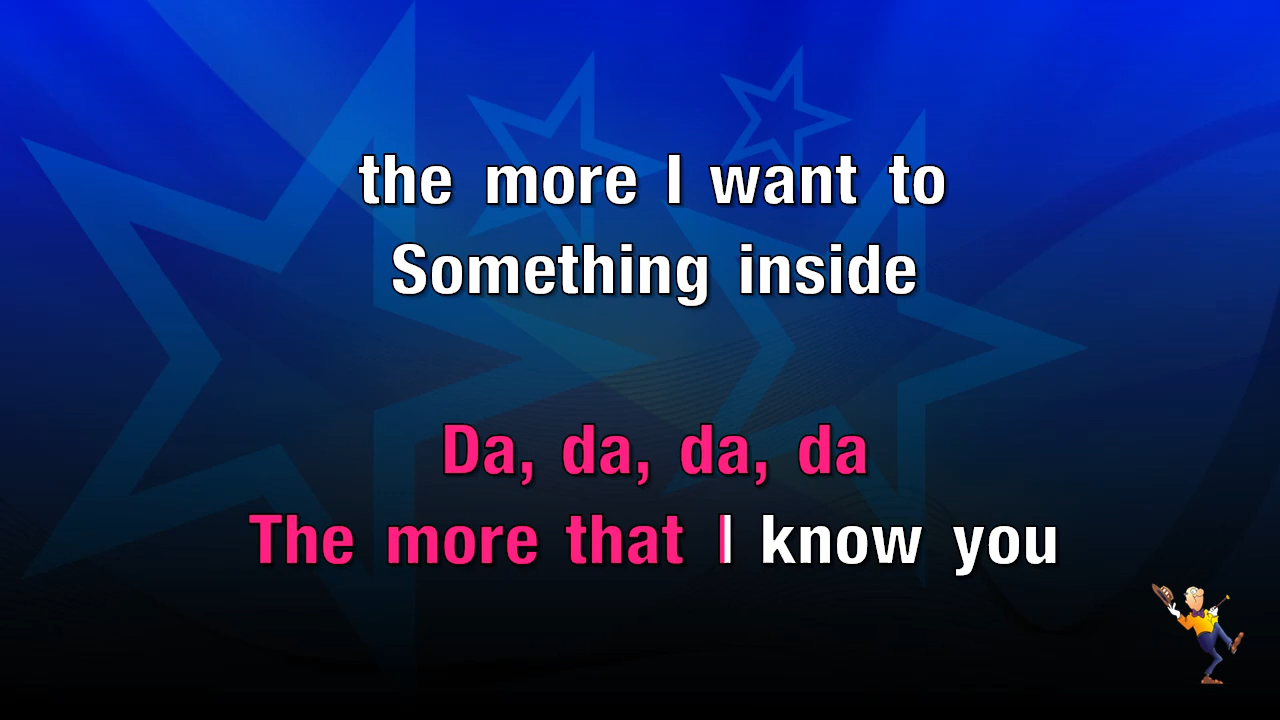 the more I want to
Something inside
Da, da, da, da
The more that I know you